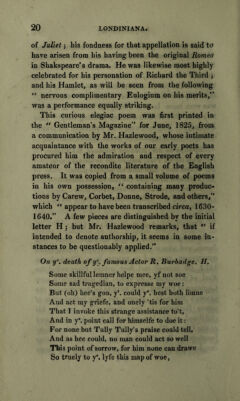 20 LONDINIANA.
of Juliet; his fondness for that appellation is said to
have arisen from his having been the original Romeo
in Shakspeare's drama. He was likewise most highly
celebrated for his personation of Richard the Third;
and his Hamlet, as will be seen from the following
“ nervous complimentary Eulogium on his merits,”
was a performance equally striking.
This curious elegiac poem was first printed in
the “ Gentleman's Magazine” for June, 1825, from
a communication by Mr. Hazlewood, whose intimate
acquaintance with the works of our early poets has
procured him the admiration and respect of every
amateur of the recondite literature of the English
press. It was copied from a small volume of poems
in his own possession, “ containing many produc-
tions by Carew, Corbet, Donne, Strode, and others,”
which “ appear to have been transcribed circa, 1630-
1640.” A few pieces are distinguished by the initial
letter H; but Mr. Hazlewood remarks, that “ if
intended to denote authorship, it seems in some in-
stances to be questionably applied.”
On yᵉ. death of yᵉ. famous Actor R. Burbadge. H.
Some skillful lemner helpe mee, yf not soe
Some sad tragedian, to expresse my woe:
But (oh) hee's gon, yᵗ. could yᵉ. best both limne
And act my griefe, and onely 'tis for him
That I invoke this strange assistance to't,
And in yᵉ. point call for himselfe to doe it:
For none but Tully Tully's praise could tell,
And as hee could, no man could act so well
This point of sorrow, for him none can drawe
So truely to yᵉ. lyfe this map of woe,